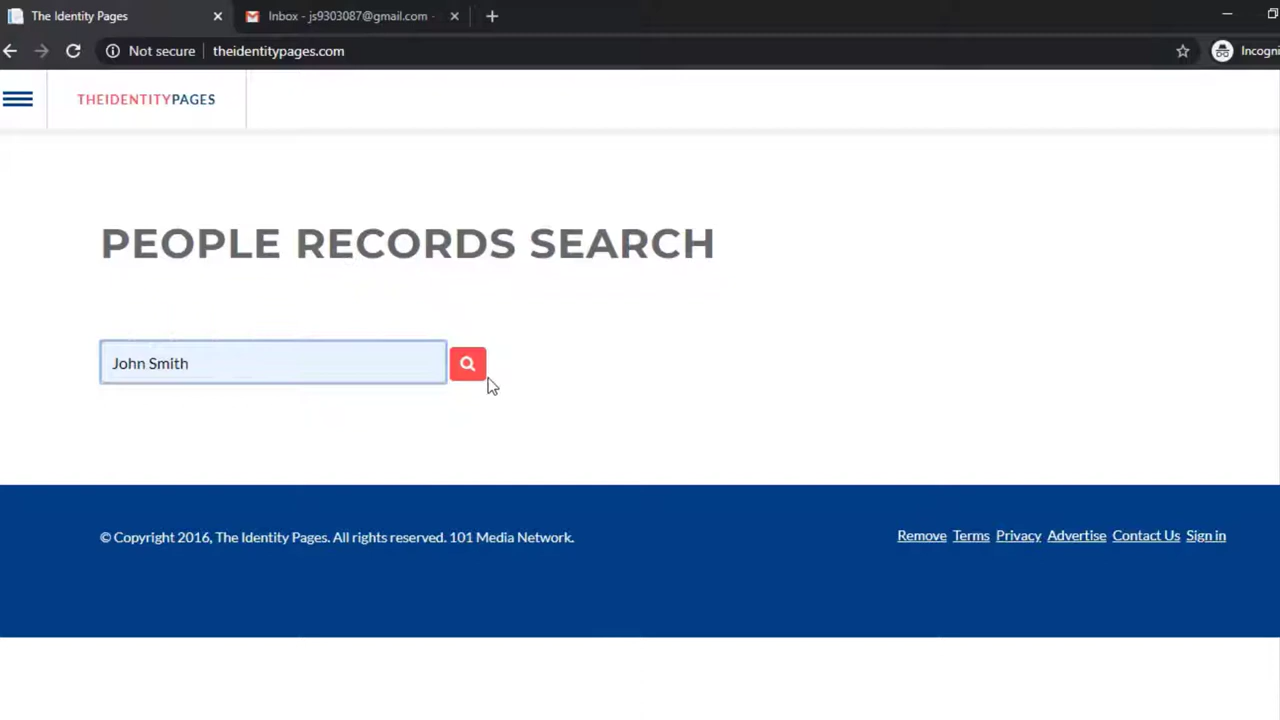 The Identity Pages
Inbox - js9303087@gmail.com -
Not secure
theidentitypages.com
Incogni
THEIDENTITYPAGES
PEOPLE RECORDS SEARCH
John Smith
© Copyright 2016, The Identity Pages. All rights reserved. 101 Media Network.
Remove Terms Privacy Advertise Contact Us Sign in